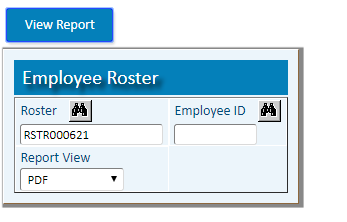 View Report
Employee Roster
Roster Employee ID
RSTR000621
Report View
PDF